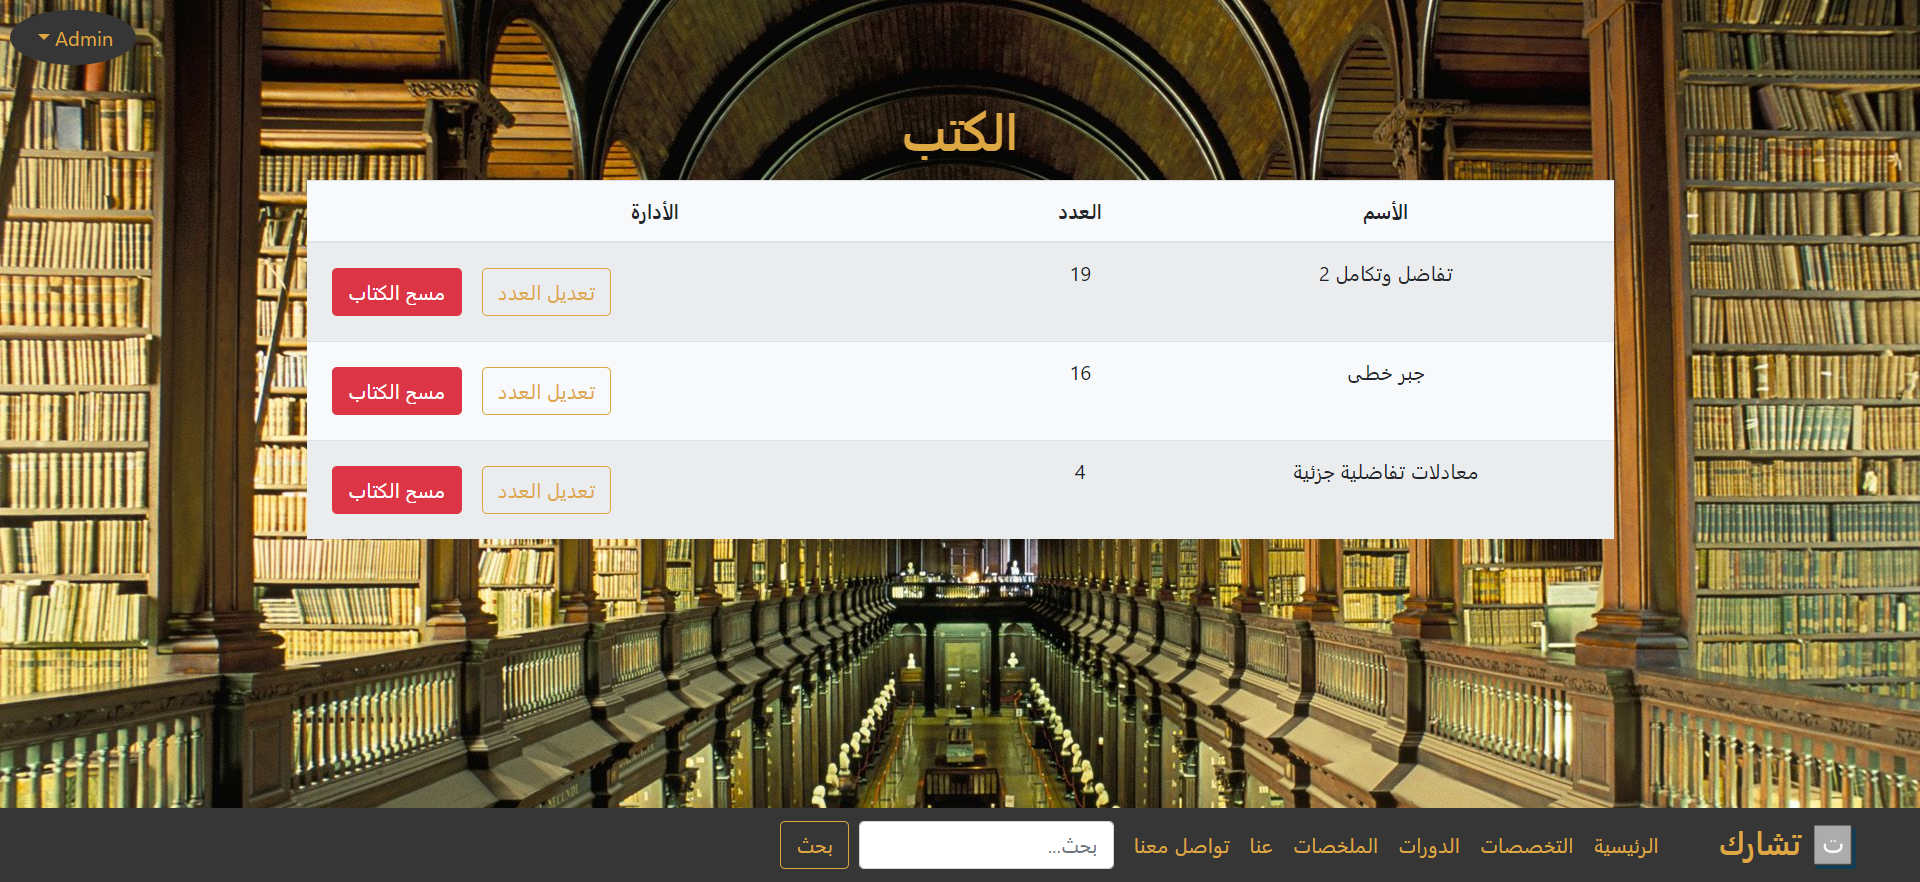 Admin
الكتب
الأسم العدد الأدارة
تفاضل وتكامل 2 19 تعديل العدد مسح الكتاب
جبر خطى 16 تعديل العدد مسح الكتاب
معادلات تفاضلية جزئية 4 تعديل العدد مسح الكتاب
ت تشارك الرئيسية التخصصات الدورات الملخصات عنا تواصل معنا بحث... بحث